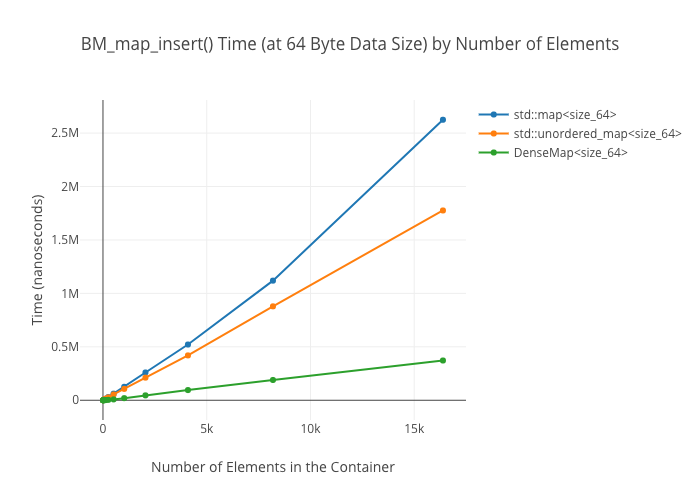 BM_map_insert() Time (at 64 Byte Data Size) by Number of Elements
std::map<size_64>
std::unordered_map<size_64>
DenseMap<size_64>
Time (nanoseconds)
2.5M
2M
1.5M
1M
0.5M
0
0 5k 10k 15k
Number of Elements in the Container